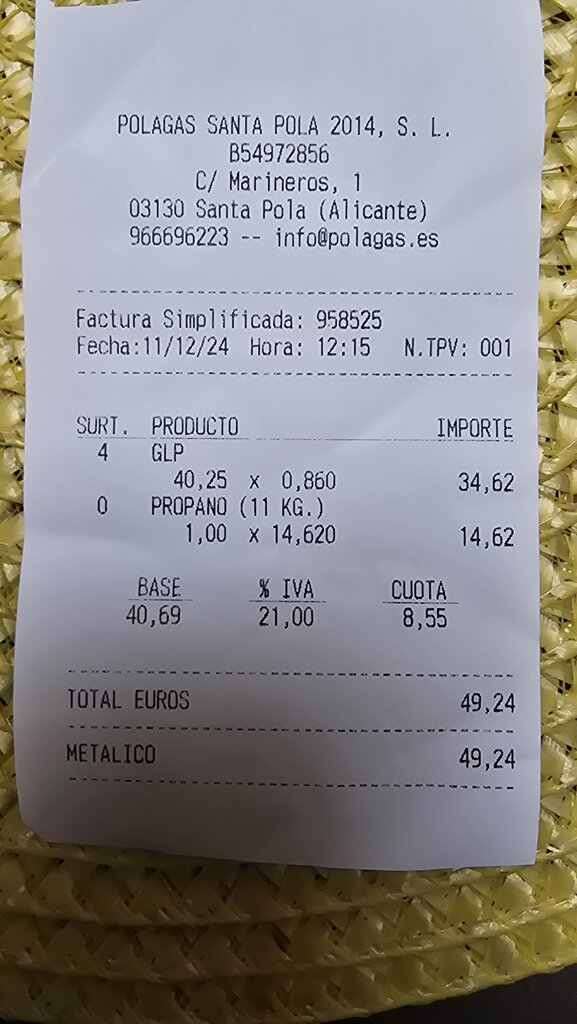 POLAGAS SANTA POLA 2014, S. L.
B54972856
C/ Marineros, 1
03130 Santa Pola (Alicante)
966696223 -- info@polagas.es
Factura Simplificada: 958525
Fecha:11/12/24 Hora: 12:15 N.TPV: 001
SURT. PRODUCTO IMPORTE
4 GLP
40,25 x 0,860 34,62
0 PROPANO (11 KG.)
1,00 x 14,620 14,62
BASE % IVA CUOTA
40,69 21,00 8,55
TOTAL EUROS 49,24
METALICO 49,24